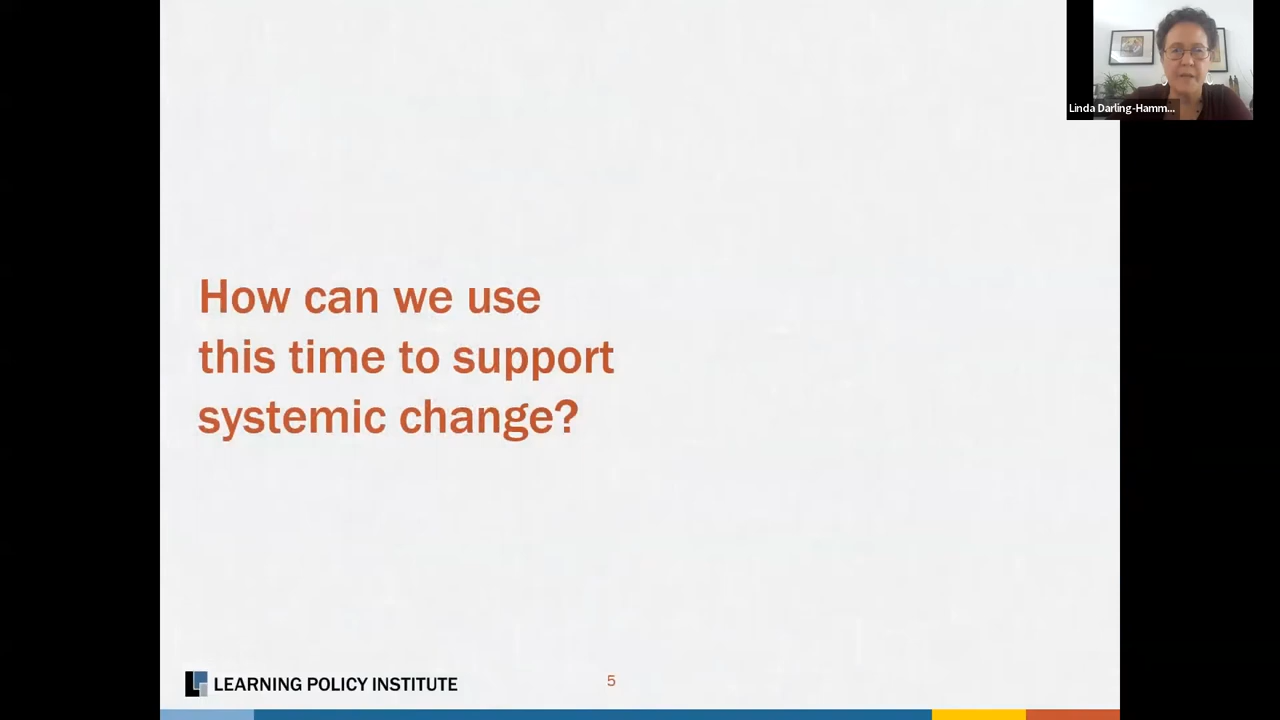 Linda Darling-Hamm...
How can we use
this time to support
systemic change?
LEARNING POLICY INSTITUTE
5